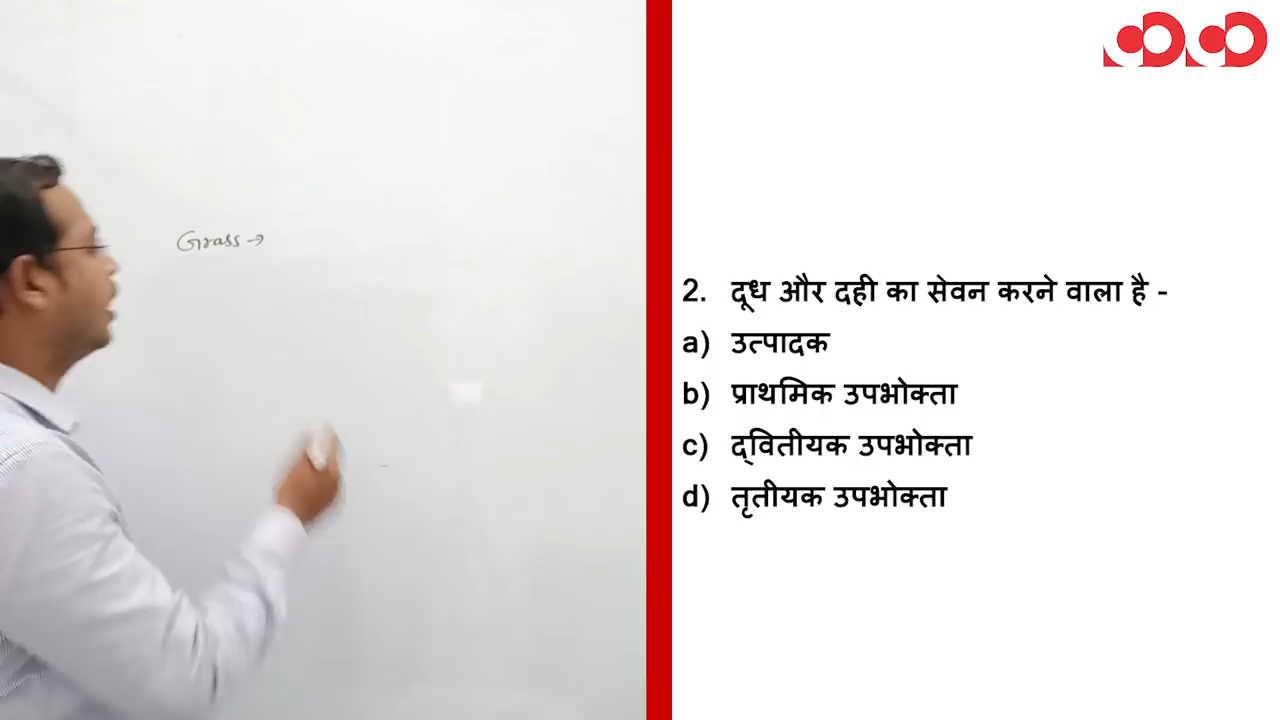 Grass →
2. दूध और दही का सेवन करने वाला है -
a) उत्पादक
b) प्राथमिक उपभोक्ता
c) द्वितीयक उपभोक्ता
d) तृतीयक उपभोक्ता